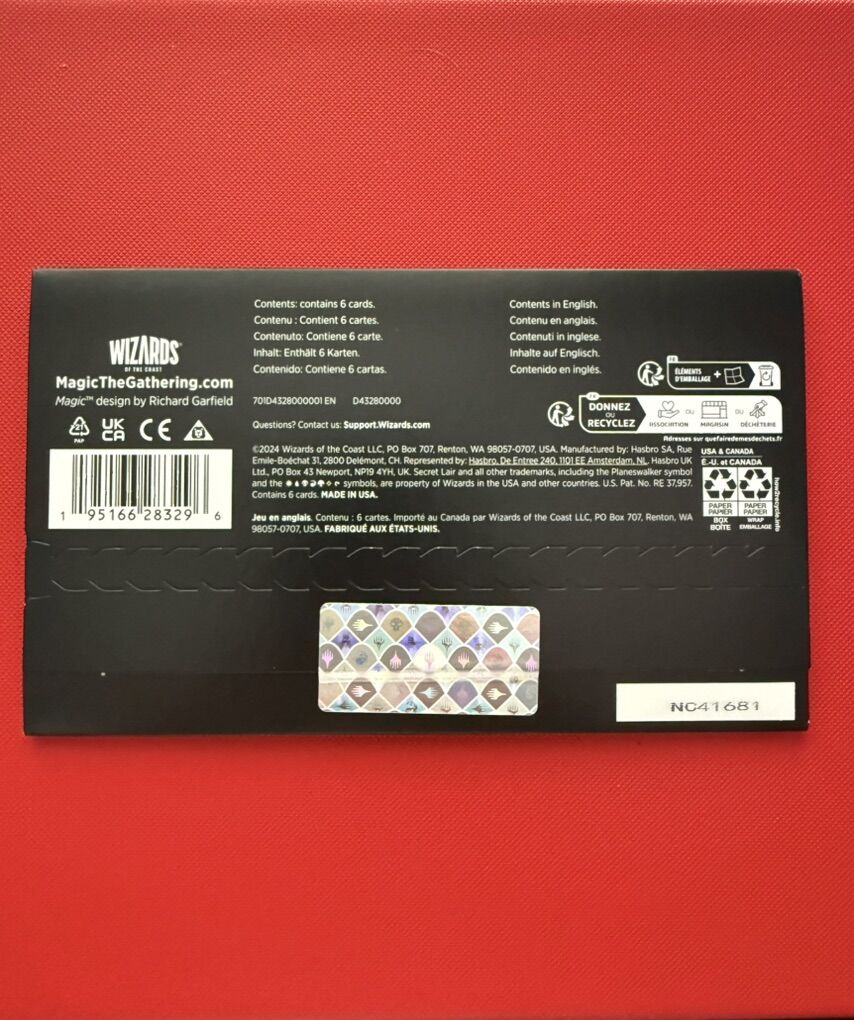 WIZARDS
OF THE COAST
MagicTheGathering.com
Magic™ design by Richard Garfield
21
PAP
UK
CA
CE
1 95166 28329 6
Contents: contains 6 cards.
Contenu : Contient 6 cartes.
Contenuto: Contiene 6 carte.
Inhalt: Enthält 6 Karten.
Contenido: Contiene 6 cartas.
Contents in English.
Contenu en anglais.
Contenuti in inglese.
Inhalte auf Englisch.
Contenido en inglés.
701D4328000001 EN D43280000
Questions? Contact us: Support.Wizards.com
FR
ÉLÉMENTS
D'EMBALLAGE +
FR
DONNEZ
OU
RECYCLEZ
ASSOCIATION
OU
MAGASIN
OU
DÉCHÈTERIE
Adresses sur quefairedemesdechets.fr
©2024 Wizards of the Coast LLC, PO Box 707, Renton, WA 98057-0707, USA. Manufactured by: Hasbro SA, Rue
Emile-Boéchat 31, 2800 Delémont, CH. Represented by: Hasbro, De Entree 240, 1101 EE Amsterdam, NL. Hasbro UK
Ltd., PO Box 43 Newport, NP19 4YH, UK. Secret Lair and all other trademarks, including the Planeswalker symbol
and the symbols, are property of Wizards in the USA and other countries. U.S. Pat. No. RE 37,957.
Contains 6 cards. MADE IN USA.
Jeu en anglais. Contenu : 6 cartes. Importé au Canada par Wizards of the Coast LLC, PO Box 707, Renton, WA
98057-0707, USA. FABRIQUÉ AUX ÉTATS-UNIS.
USA & CANADA
É.-U. et CANADA
PAPER
PAPIER
BOX
BOÎTE
PAPER
PAPIER
WRAP
EMBALLAGE
how2recycle.info
NC41681